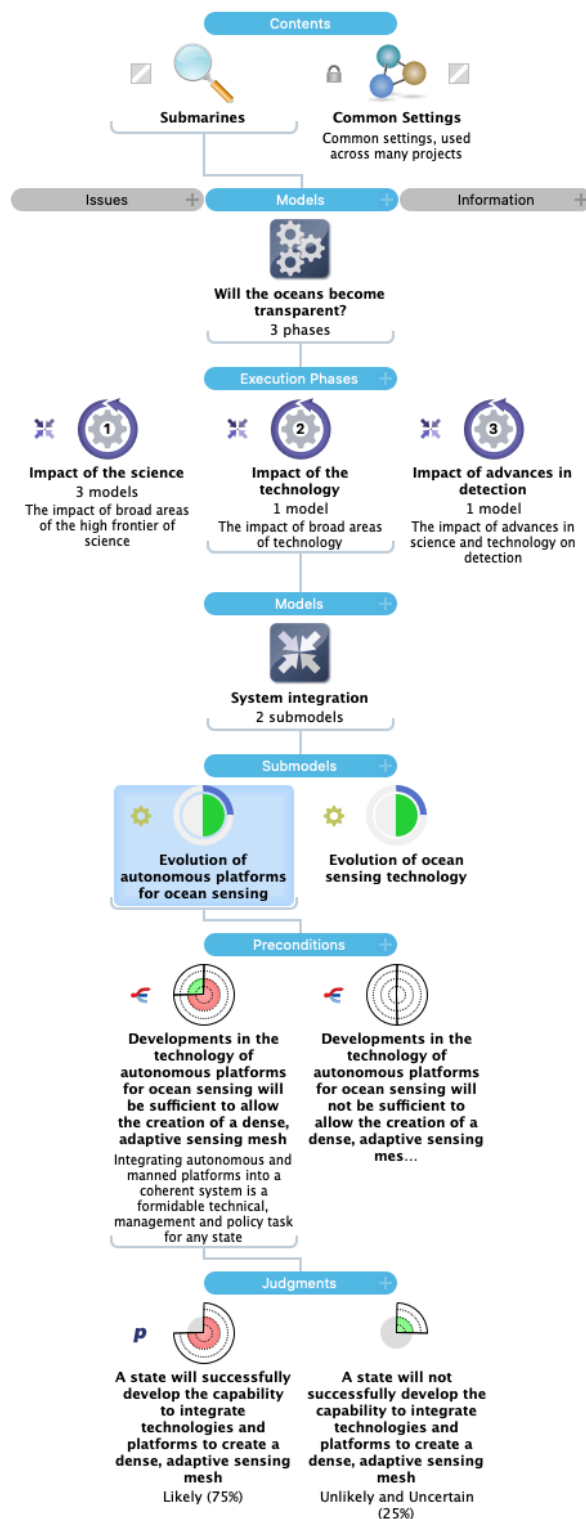 Contents
Submarines
Common Settings
Common settings, used
across many projects
Issues
Models
Information
Will the oceans become
transparent?
3 phases
Execution Phases
1
Impact of the science
3 models
The impact of broad areas
of the high frontier of
science
2
Impact of the
technology
1 model
The impact of broad areas
of technology
3
Impact of advances in
detection
1 model
The impact of advances in
science and technology on
detection
Models
System integration
2 submodels
Submodels
Evolution of
autonomous platforms
for ocean sensing
Evolution of ocean
sensing technology
Preconditions
Developments in the
technology of
autonomous platforms
for ocean sensing will
be sufficient to allow
the creation of a dense,
adaptive sensing mesh
Integrating autonomous and
manned platforms into a
coherent system is a
formidable technical,
management and policy task
for any state
Developments in the
technology of
autonomous platforms
for ocean sensing will
not be sufficient to
allow the creation of a
dense, adaptive sensing
mes...
Judgments
p
A state will successfully
develop the capability
to integrate
technologies and
platforms to create a
dense, adaptive sensing
mesh
Likely (75%)
A state will not
successfully develop the
capability to integrate
technologies and
platforms to create a
dense, adaptive sensing
mesh
Unlikely and Uncertain
(25%)